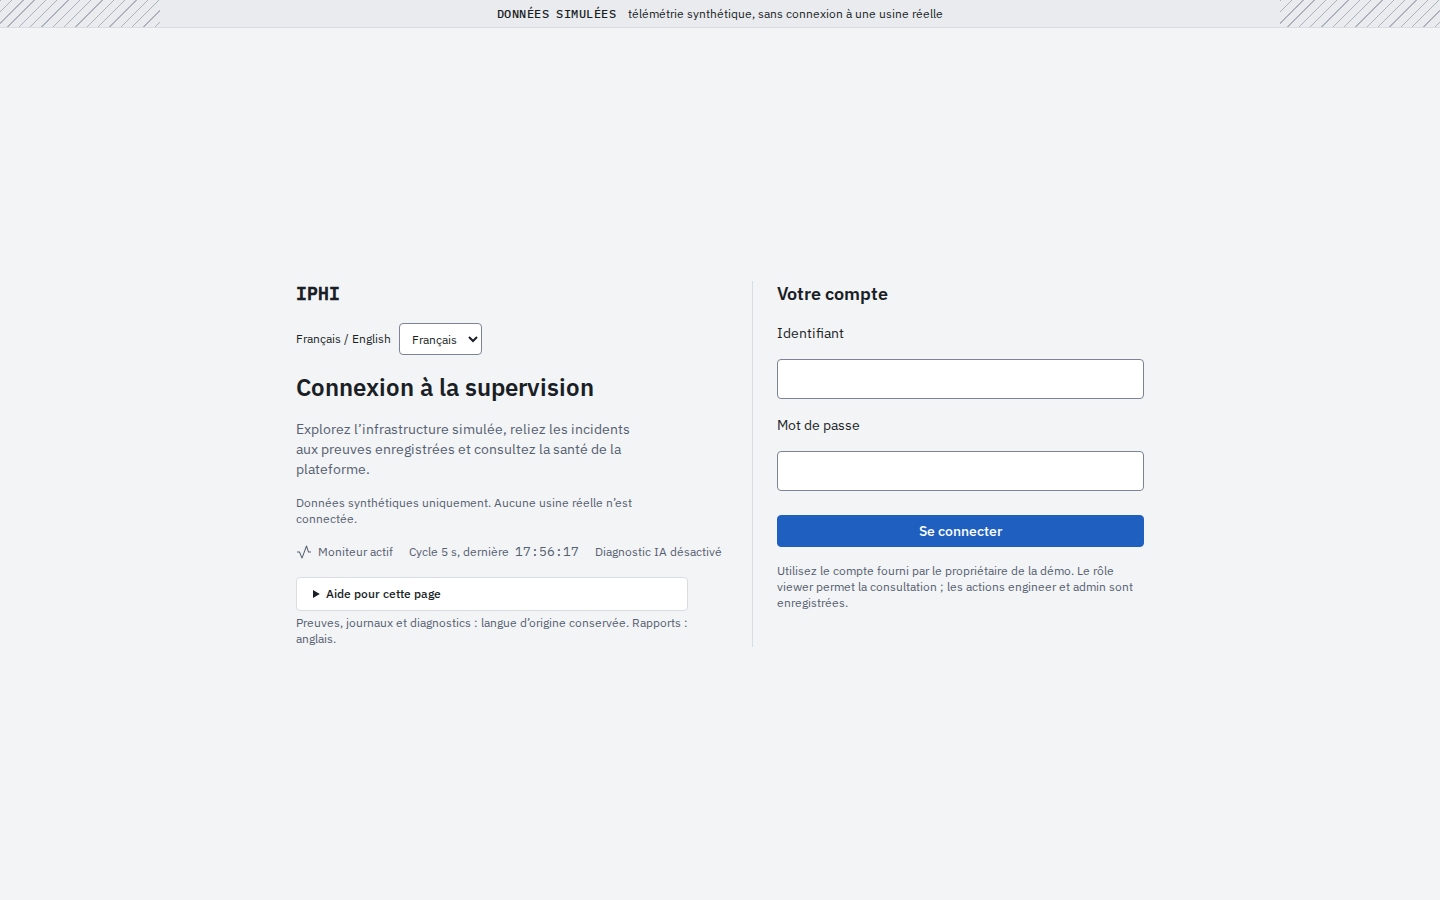 DONNÉES SIMULÉES télémétrie synthétique, sans connexion à une usine réelle
IPHI
Français / English Français
Connexion à la supervision
Explorez l’infrastructure simulée, reliez les incidents
aux preuves enregistrées et consultez la santé de la
plateforme.
Données synthétiques uniquement. Aucune usine réelle n’est
connectée.
Moniteur actif Cycle 5 s, dernière 17:56:17 Diagnostic IA désactivé
Aide pour cette page
Preuves, journaux et diagnostics : langue d’origine conservée. Rapports :
anglais.
Votre compte
Identifiant
Mot de passe
Se connecter
Utilisez le compte fourni par le propriétaire de la démo. Le rôle
viewer permet la consultation ; les actions engineer et admin sont
enregistrées.